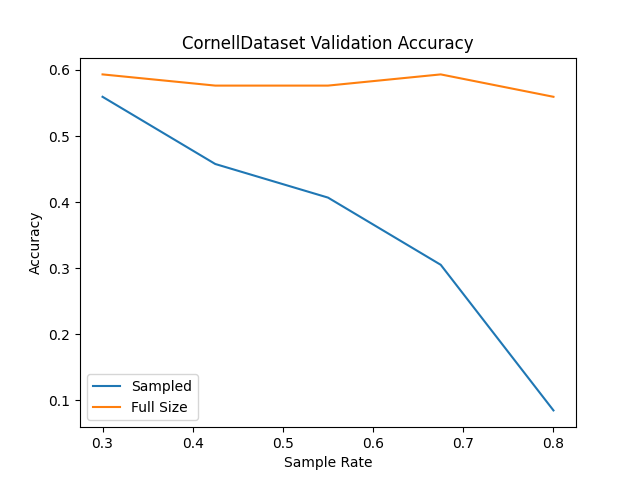 CornellDataset Validation Accuracy
0.6
0.5
0.4
0.3
0.2
0.1
Accuracy
Sampled
Full Size
0.3 0.4 0.5 0.6 0.7 0.8
Sample Rate